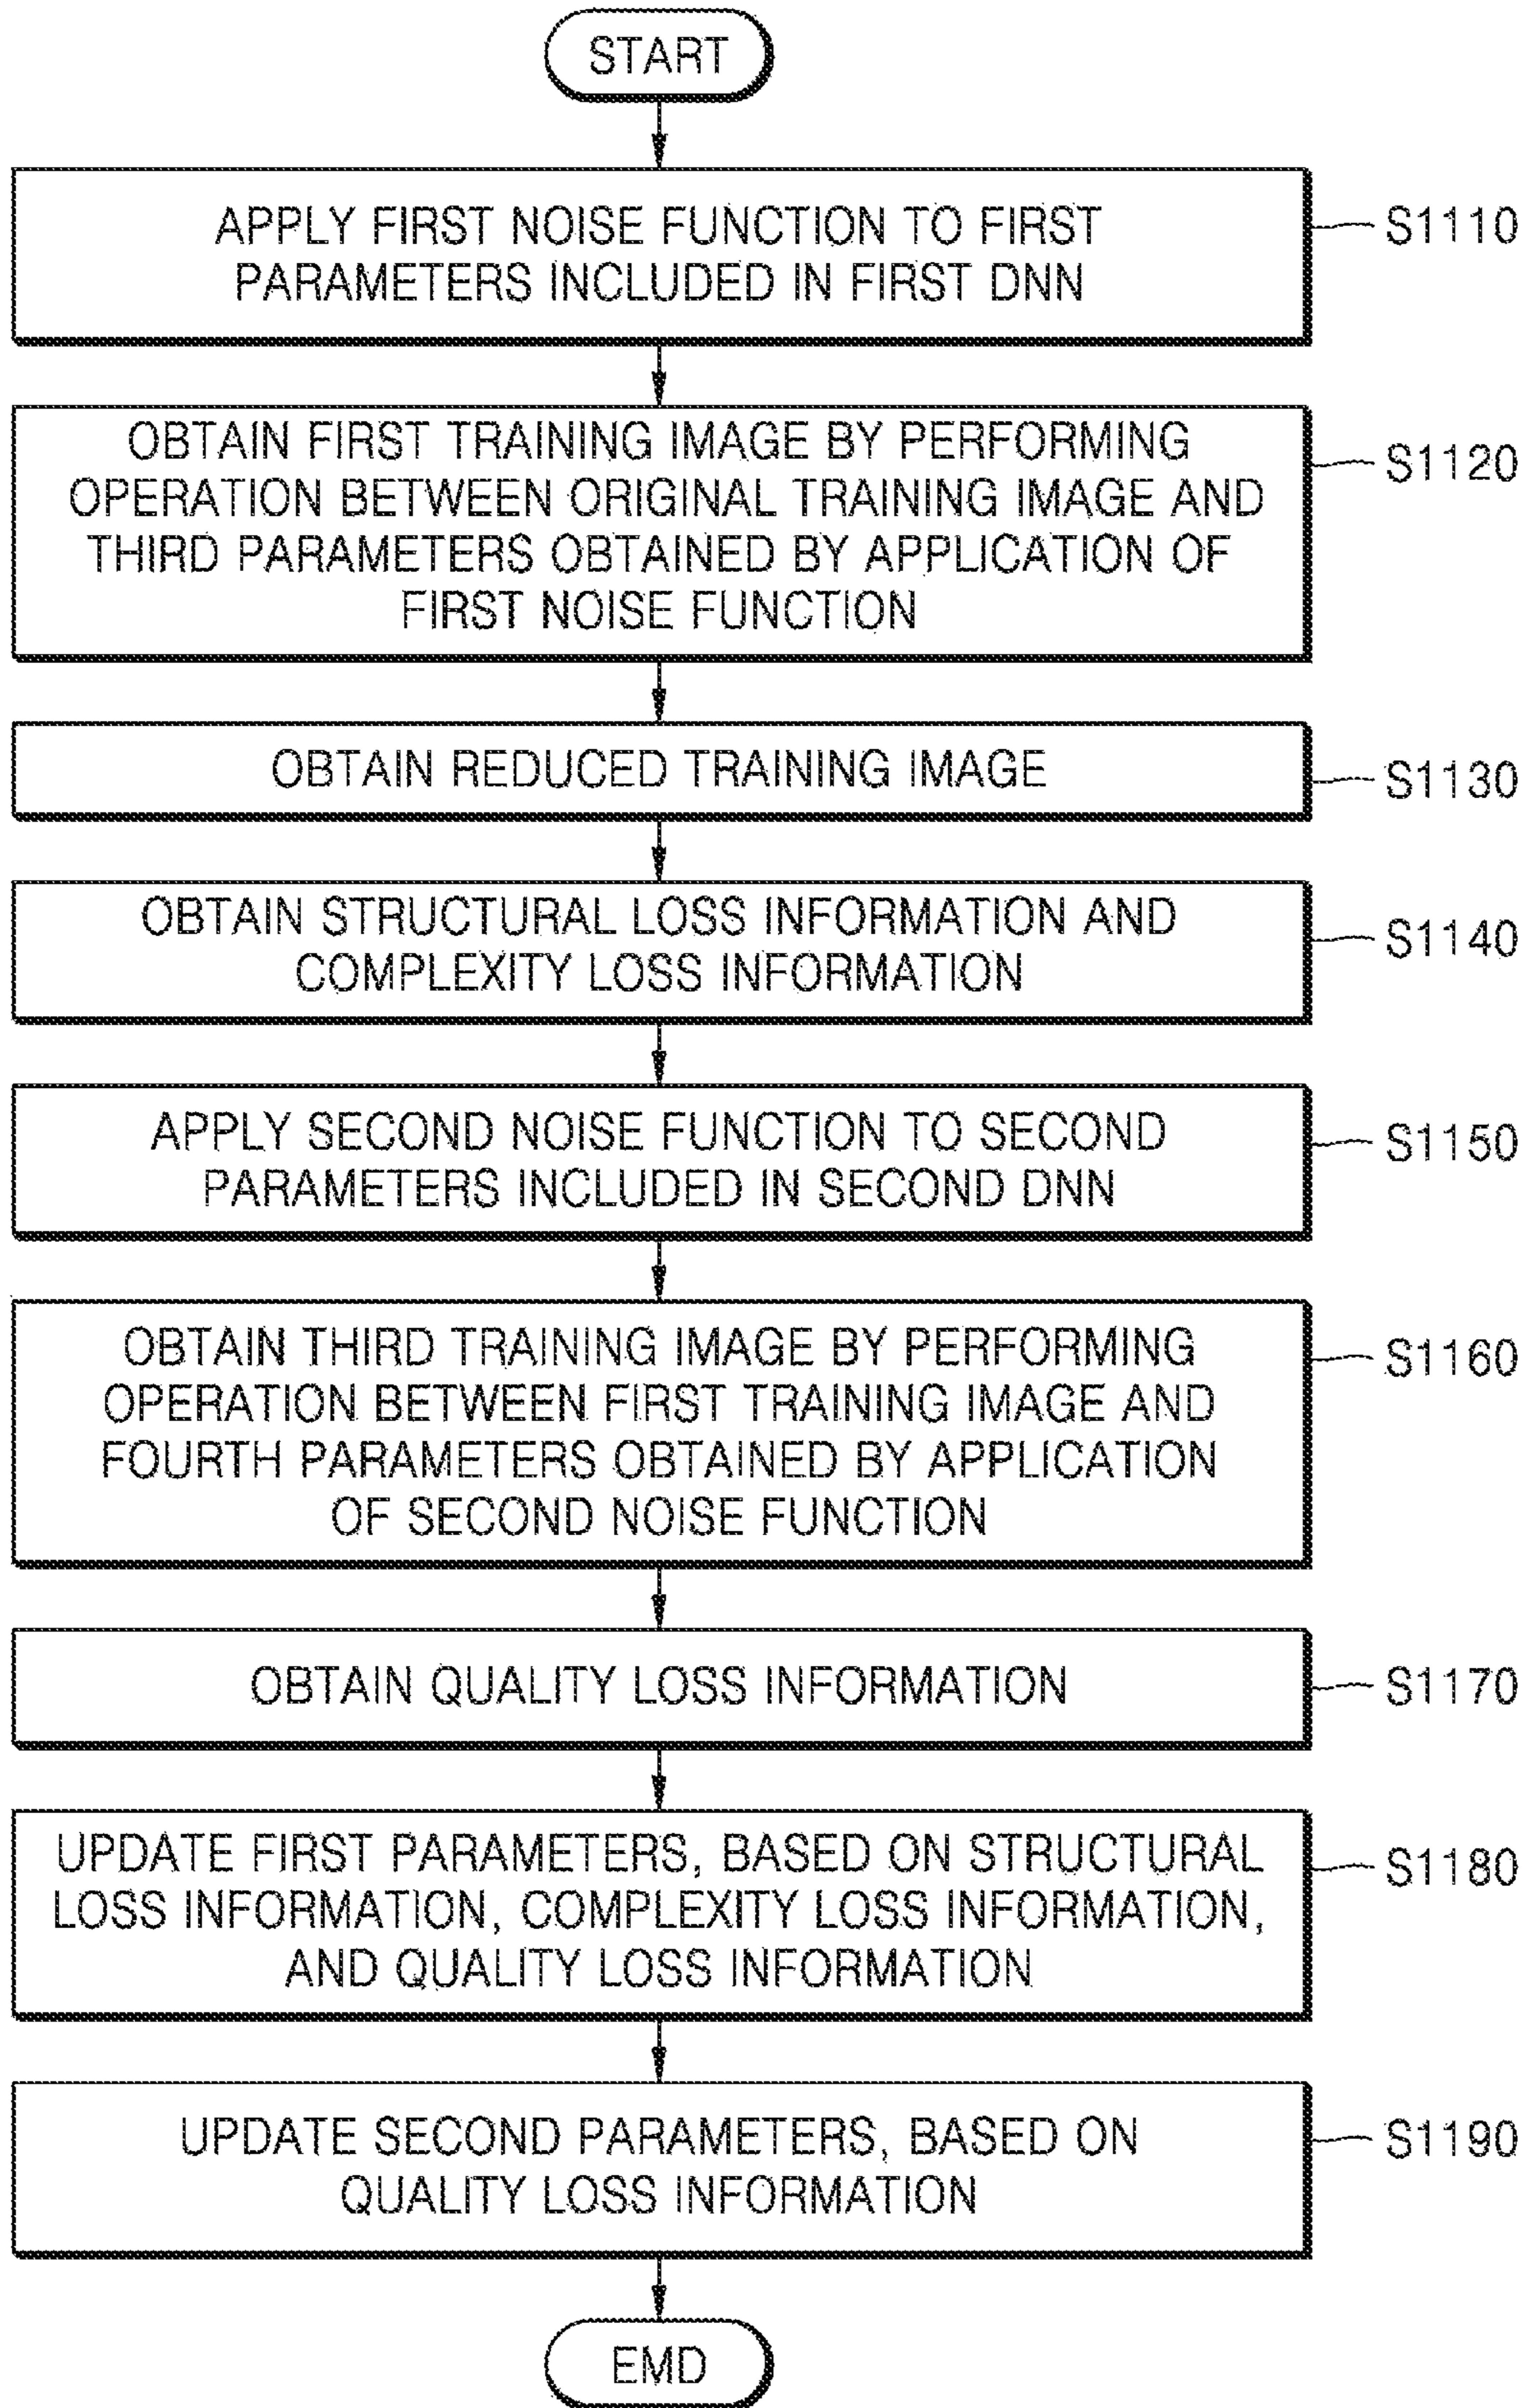 START
APPLY FIRST NOISE FUNCTION TO FIRST
PARAMETERS INCLUDED IN FIRST DNN
S1110
OBTAIN FIRST TRAINING IMAGE BY PERFORMING
OPERATION BETWEEN ORIGINAL TRAINING IMAGE AND
THIRD PARAMETERS OBTAINED BY APPLICATION OF
FIRST NOISE FUNCTION
S1120
OBTAIN REDUCED TRAINING IMAGE
S1130
OBTAIN STRUCTURAL LOSS INFORMATION AND
COMPLEXITY LOSS INFORMATION
S1140
APPLY SECOND NOISE FUNCTION TO SECOND
PARAMETERS INCLUDED IN SECOND DNN
S1150
OBTAIN THIRD TRAINING IMAGE BY PERFORMING
OPERATION BETWEEN FIRST TRAINING IMAGE AND
FOURTH PARAMETERS OBTAINED BY APPLICATION
OF SECOND NOISE FUNCTION
S1160
OBTAIN QUALITY LOSS INFORMATION
S1170
UPDATE FIRST PARAMETERS, BASED ON STRUCTURAL
LOSS INFORMATION, COMPLEXITY LOSS INFORMATION,
AND QUALITY LOSS INFORMATION
S1180
UPDATE SECOND PARAMETERS, BASED ON
QUALITY LOSS INFORMATION
S1190
EMD